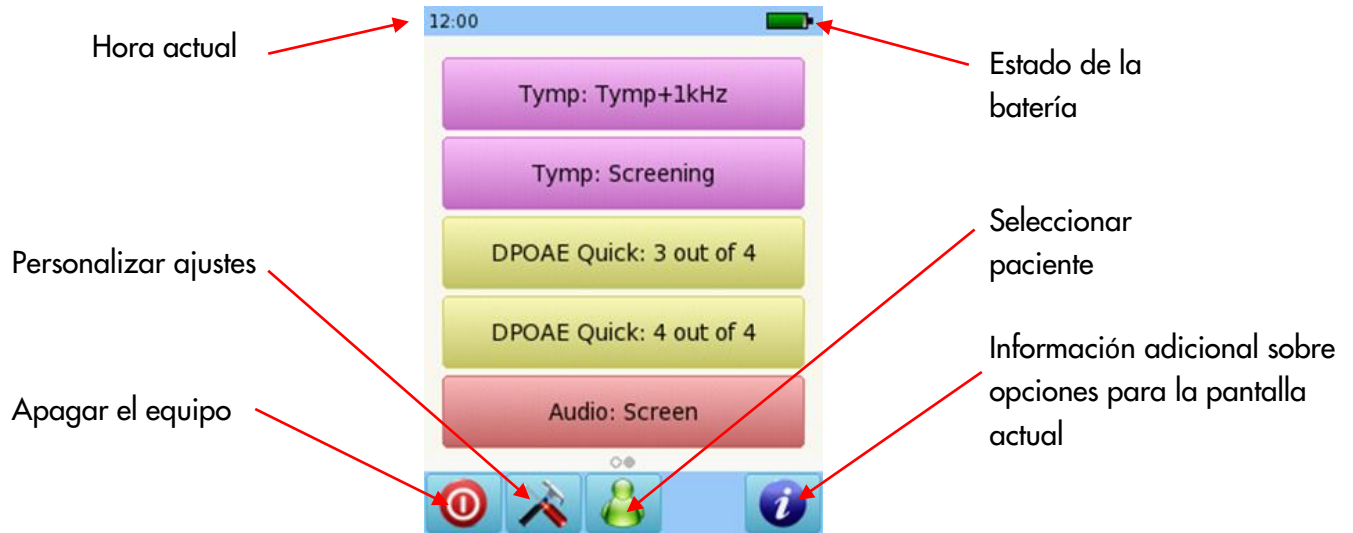 Hora actual
12:00
Estado de la
batería
Tymp: Tymp+1kHz
Tymp: Screening
Seleccionar
paciente
DPOAE Quick: 3 out of 4
Personalizar ajustes
DPOAE Quick: 4 out of 4
Información adicional sobre
opciones para la pantalla
actual
Apagar el equipo
Audio: Screen
i